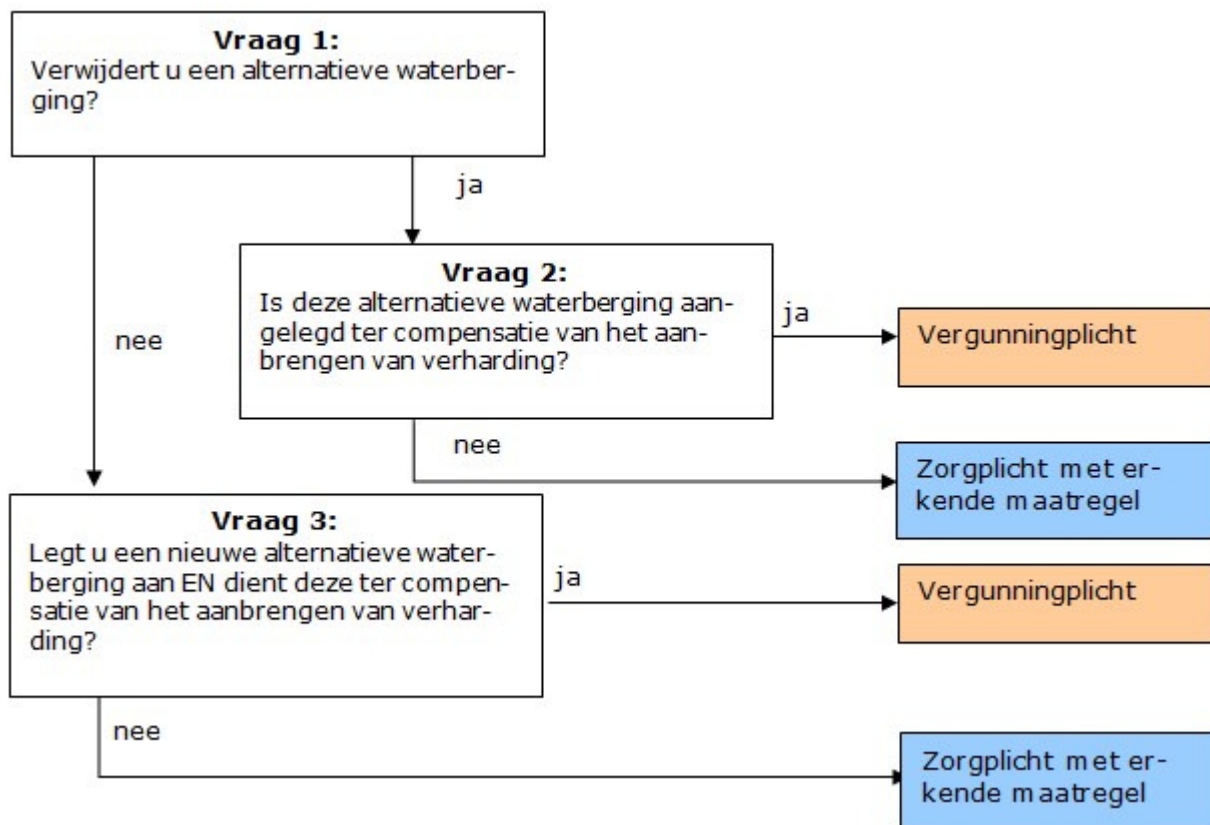 Vraag 1:
Verwijdert u een alternatieve waterber-
ging?
ja
nee
Vraag 2:
Is deze alternatieve waterberging aan-
gelegd ter compensatie van het aan-
brengen van verharding?
ja
Vergunningplicht
nee
Zorgplicht met er-
kende maatregel
Vraag 3:
Legt u een nieuwe alternatieve water-
berging aan EN dient deze ter compen-
satie van het aanbrengen van verhar-
ding?
ja
Vergunningplicht
nee
Zorgplicht met er-
kende maatregel